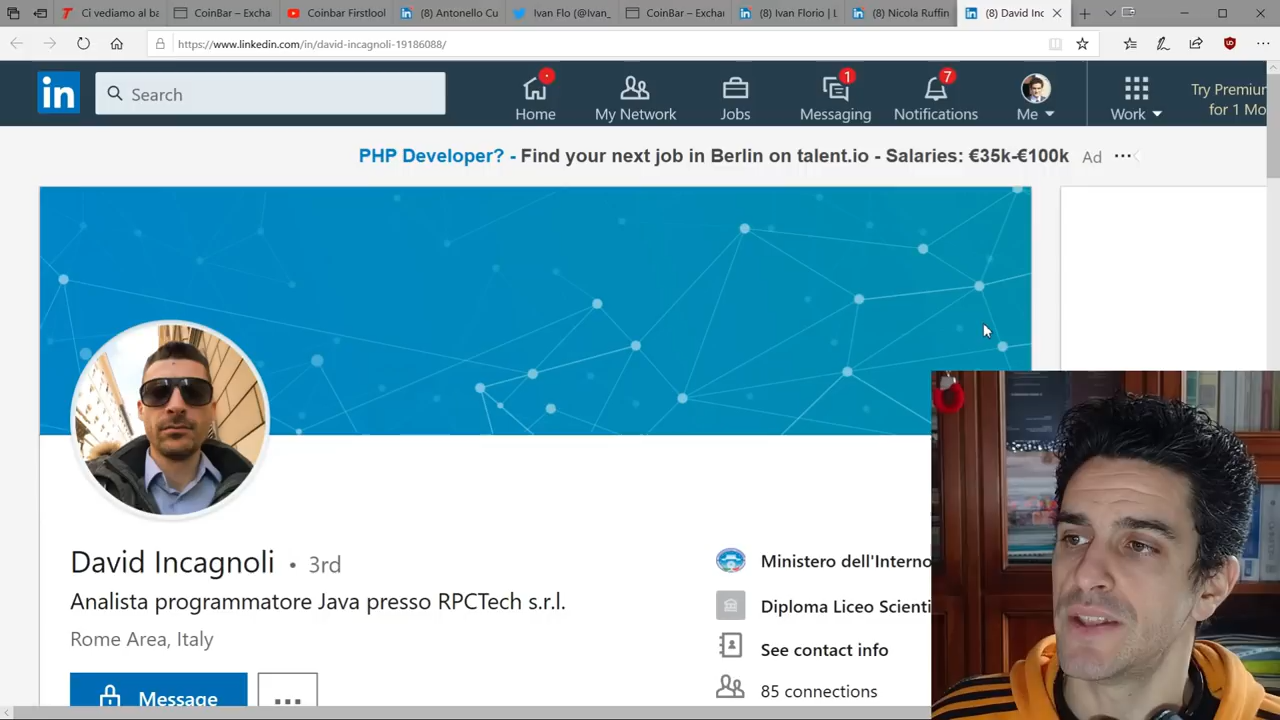 Ci vediamo al ba
CoinBar – Excha
Coinbar Firstlool
(8) Antonello Cu
Ivan Flo (@Ivan_
CoinBar – Exchan
(8) Ivan Florio | L
(8) Nicola Ruffin
(8) David Inc
https://www.linkedin.com/in/david-incagnoli-19186088/
in
Search
Home
My Network
1
Messaging
7
Notifications
Me
Work
Try Premium
for 1 Mo
Jobs
PHP Developer? - Find your next job in Berlin on talent.io - Salaries: €35k-€100k Ad ...
David Incagnoli • 3rd
Analista programmatore Java presso RPCTech s.r.l.
Rome Area, Italy
Message
...
Ministero dell'Interno
Diploma Liceo Scienti
See contact info
85 connections